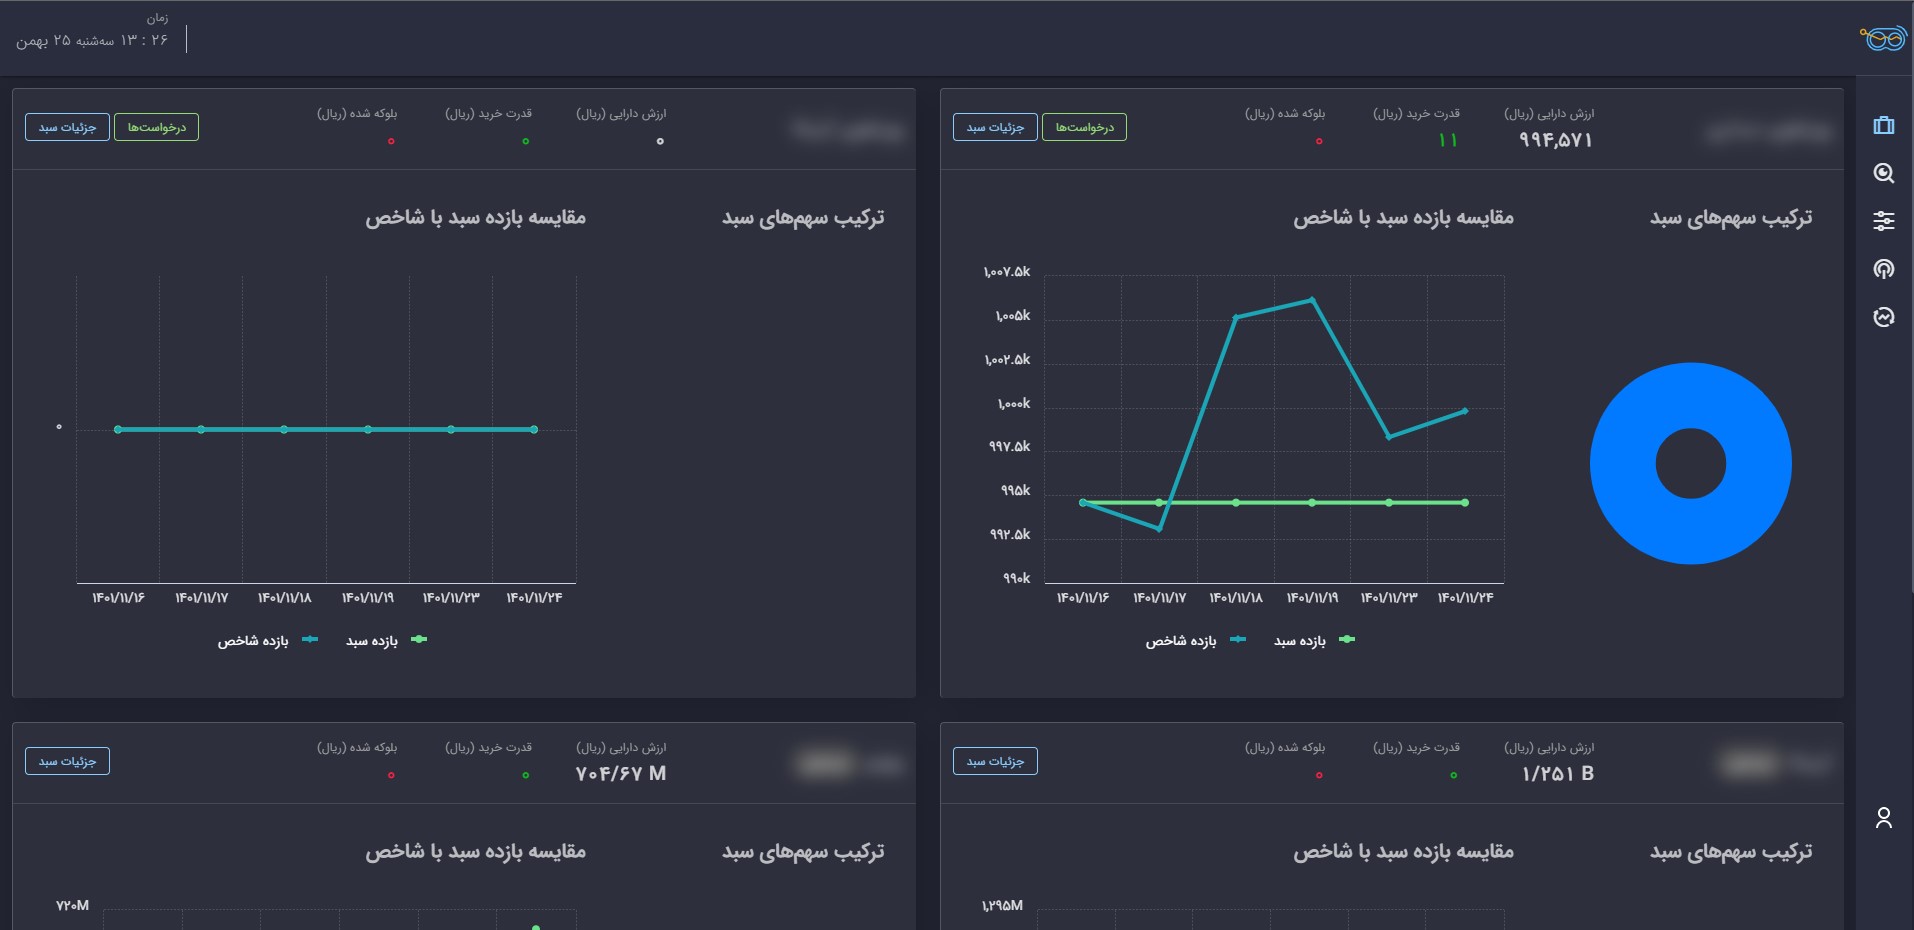 زمان
۲۶ : ۱۳ سه‌شنبه ۲۵ بهمن
ارزش دارایی (ریال)
۹۹۴,۵۷۱
قدرت خرید (ریال)
۱۱
بلوکه شده (ریال)
۰
درخواست‌ها
جزئیات سبد
ترکیب سهم‌های سبد
مقایسه بازده سبد با شاخص
۱,۰۰۷.۵k
۱,۰۰۵k
۱,۰۰۲.۵k
۱,۰۰۰k
۹۹۷.۵k
۹۹۵k
۹۹۲.۵k
۹۹۰k
۱۴۰۱/۱۱/۱۶ ۱۴۰۱/۱۱/۱۷ ۱۴۰۱/۱۱/۱۸ ۱۴۰۱/۱۱/۱۹ ۱۴۰۱/۱۱/۲۳ ۱۴۰۱/۱۱/۲۴
بازده سبد
بازده شاخص
ارزش دارایی (ریال)
۰
قدرت خرید (ریال)
۰
بلوکه شده (ریال)
۰
درخواست‌ها
جزئیات سبد
ترکیب سهم‌های سبد
مقایسه بازده سبد با شاخص
۰
۱۴۰۱/۱۱/۱۶ ۱۴۰۱/۱۱/۱۷ ۱۴۰۱/۱۱/۱۸ ۱۴۰۱/۱۱/۱۹ ۱۴۰۱/۱۱/۲۳ ۱۴۰۱/۱۱/۲۴
بازده سبد
بازده شاخص
ارزش دارایی (ریال)
۱/۲۵۱ B
قدرت خرید (ریال)
۰
بلوکه شده (ریال)
۰
جزئیات سبد
ترکیب سهم‌های سبد
مقایسه بازده سبد با شاخص
۱,۲۹۵M
ارزش دارایی (ریال)
۷۰۴/۶۷ M
قدرت خرید (ریال)
۰
بلوکه شده (ریال)
۰
جزئیات سبد
ترکیب سهم‌های سبد
مقایسه بازده سبد با شاخص
۷۲۰M